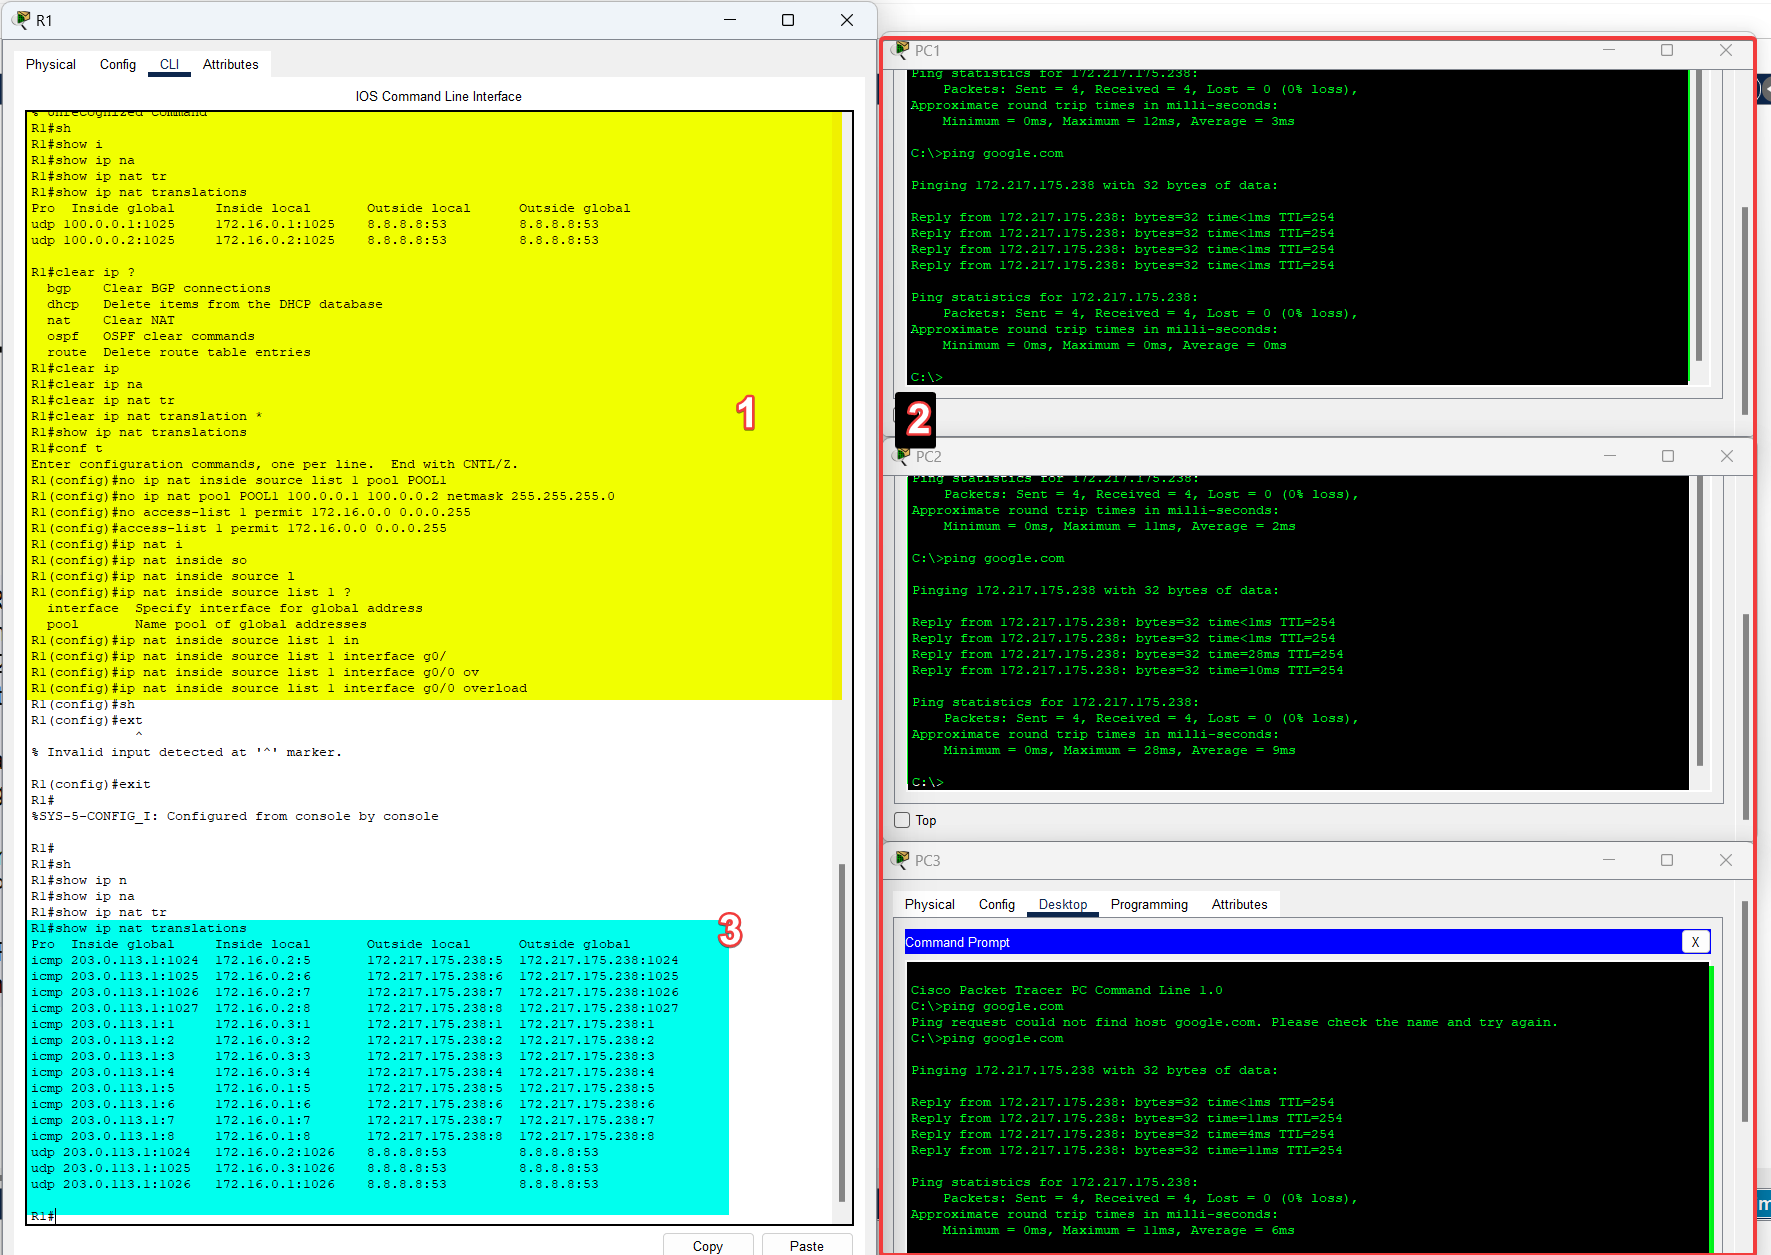 R1
Physical Config CLI Attributes
IOS Command Line Interface
% Unrecognized command
R1#sh
R1#show i
R1#show ip na
R1#show ip nat tr
R1#show ip nat translations
Pro  Inside global     Inside local       Outside local      Outside global
udp 100.0.0.1:1025     172.16.0.1:1025    8.8.8.8:53         8.8.8.8:53
udp 100.0.0.2:1025     172.16.0.2:1025    8.8.8.8:53         8.8.8.8:53
R1#clear ip ?
bgp    Clear BGP connections
dhcp   Delete items from the DHCP database
nat    Clear NAT
ospf   OSPF clear commands
route  Delete route table entries
R1#clear ip
R1#clear ip na
R1#clear ip nat tr
R1#clear ip nat translation *
R1#show ip nat translations
R1#conf t
Enter configuration commands, one per line.  End with CNTL/Z.
R1(config)#no ip nat inside source list 1 pool POOL1
R1(config)#no ip nat pool POOL1 100.0.0.1 100.0.0.2 netmask 255.255.255.0
R1(config)#no access-list 1 permit 172.16.0.0 0.0.0.255
R1(config)#access-list 1 permit 172.16.0.0 0.0.0.255
R1(config)#ip nat i
R1(config)#ip nat inside so
R1(config)#ip nat inside source l
R1(config)#ip nat inside source list 1 ?
interface  Specify interface for global address
pool       Name pool of global addresses
R1(config)#ip nat inside source list 1 in
R1(config)#ip nat inside source list 1 interface g0/
R1(config)#ip nat inside source list 1 interface g0/0 ov
R1(config)#ip nat inside source list 1 interface g0/0 overload
R1(config)#sh
R1(config)#ext
^
% Invalid input detected at '^' marker.
R1(config)#exit
R1#
%SYS-5-CONFIG_I: Configured from console by console
R1#
R1#sh
R1#show ip n
R1#show ip na
R1#show ip nat tr
R1#show ip nat translations
Pro  Inside global     Inside local       Outside local      Outside global
icmp 203.0.113.1:1024  172.16.0.2:5       172.217.175.238:5  172.217.175.238:1024
icmp 203.0.113.1:1025  172.16.0.2:6       172.217.175.238:6  172.217.175.238:1025
icmp 203.0.113.1:1026  172.16.0.2:7       172.217.175.238:7  172.217.175.238:1026
icmp 203.0.113.1:1027  172.16.0.2:8       172.217.175.238:8  172.217.175.238:1027
icmp 203.0.113.1:1     172.16.0.3:1       172.217.175.238:1  172.217.175.238:1
icmp 203.0.113.1:2     172.16.0.3:2       172.217.175.238:2  172.217.175.238:2
icmp 203.0.113.1:3     172.16.0.3:3       172.217.175.238:3  172.217.175.238:3
icmp 203.0.113.1:4     172.16.0.3:4       172.217.175.238:4  172.217.175.238:4
icmp 203.0.113.1:5     172.16.0.1:5       172.217.175.238:5  172.217.175.238:5
icmp 203.0.113.1:6     172.16.0.1:6       172.217.175.238:6  172.217.175.238:6
icmp 203.0.113.1:7     172.16.0.1:7       172.217.175.238:7  172.217.175.238:7
icmp 203.0.113.1:8     172.16.0.1:8       172.217.175.238:8  172.217.175.238:8
udp 203.0.113.1:1024   172.16.0.2:1026    8.8.8.8:53         8.8.8.8:53
udp 203.0.113.1:1025   172.16.0.3:1026    8.8.8.8:53         8.8.8.8:53
udp 203.0.113.1:1026   172.16.0.1:1026    8.8.8.8:53         8.8.8.8:53
R1#
Copy Paste
1
3
PC1
Ping statistics for 172.217.175.238:
Packets: Sent = 4, Received = 4, Lost = 0 (0% loss),
Approximate round trip times in milli-seconds:
Minimum = 0ms, Maximum = 12ms, Average = 3ms
C:\>ping google.com
Pinging 172.217.175.238 with 32 bytes of data:
Reply from 172.217.175.238: bytes=32 time<1ms TTL=254
Reply from 172.217.175.238: bytes=32 time<1ms TTL=254
Reply from 172.217.175.238: bytes=32 time<1ms TTL=254
Reply from 172.217.175.238: bytes=32 time<1ms TTL=254
Ping statistics for 172.217.175.238:
Packets: Sent = 4, Received = 4, Lost = 0 (0% loss),
Approximate round trip times in milli-seconds:
Minimum = 0ms, Maximum = 0ms, Average = 0ms
C:\>
2
PC2
Ping statistics for 172.217.175.238:
Packets: Sent = 4, Received = 4, Lost = 0 (0% loss),
Approximate round trip times in milli-seconds:
Minimum = 0ms, Maximum = 11ms, Average = 2ms
C:\>ping google.com
Pinging 172.217.175.238 with 32 bytes of data:
Reply from 172.217.175.238: bytes=32 time<1ms TTL=254
Reply from 172.217.175.238: bytes=32 time<1ms TTL=254
Reply from 172.217.175.238: bytes=32 time=28ms TTL=254
Reply from 172.217.175.238: bytes=32 time=10ms TTL=254
Ping statistics for 172.217.175.238:
Packets: Sent = 4, Received = 4, Lost = 0 (0% loss),
Approximate round trip times in milli-seconds:
Minimum = 0ms, Maximum = 28ms, Average = 9ms
C:\>
Top
PC3
Physical Config Desktop Programming Attributes
Command Prompt X
Cisco Packet Tracer PC Command Line 1.0
C:\>ping google.com
Ping request could not find host google.com. Please check the name and try again.
C:\>ping google.com
Pinging 172.217.175.238 with 32 bytes of data:
Reply from 172.217.175.238: bytes=32 time<1ms TTL=254
Reply from 172.217.175.238: bytes=32 time=11ms TTL=254
Reply from 172.217.175.238: bytes=32 time=4ms TTL=254
Reply from 172.217.175.238: bytes=32 time=11ms TTL=254
Ping statistics for 172.217.175.238:
Packets: Sent = 4, Received = 4, Lost = 0 (0% loss),
Approximate round trip times in milli-seconds:
Minimum = 0ms, Maximum = 11ms, Average = 6ms